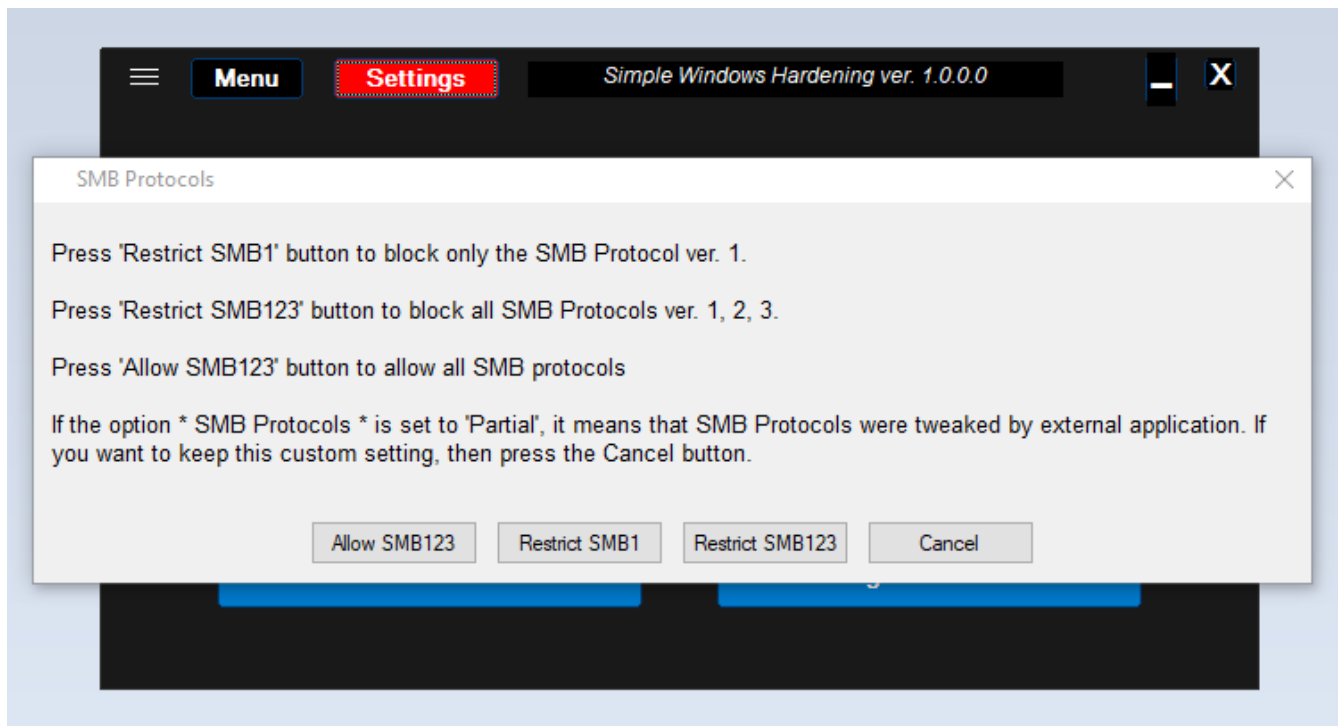 Menu
Settings
Simple Windows Hardening ver. 1.0.0.0
X
SMB Protocols
Press 'Restrict SMB1' button to block only the SMB Protocol ver. 1.
Press 'Restrict SMB123' button to block all SMB Protocols ver. 1, 2, 3.
Press 'Allow SMB123' button to allow all SMB protocols
If the option * SMB Protocols * is set to 'Partial', it means that SMB Protocols were tweaked by external application. If
you want to keep this custom setting, then press the Cancel button.
Allow SMB123
Restrict SMB1
Restrict SMB123
Cancel